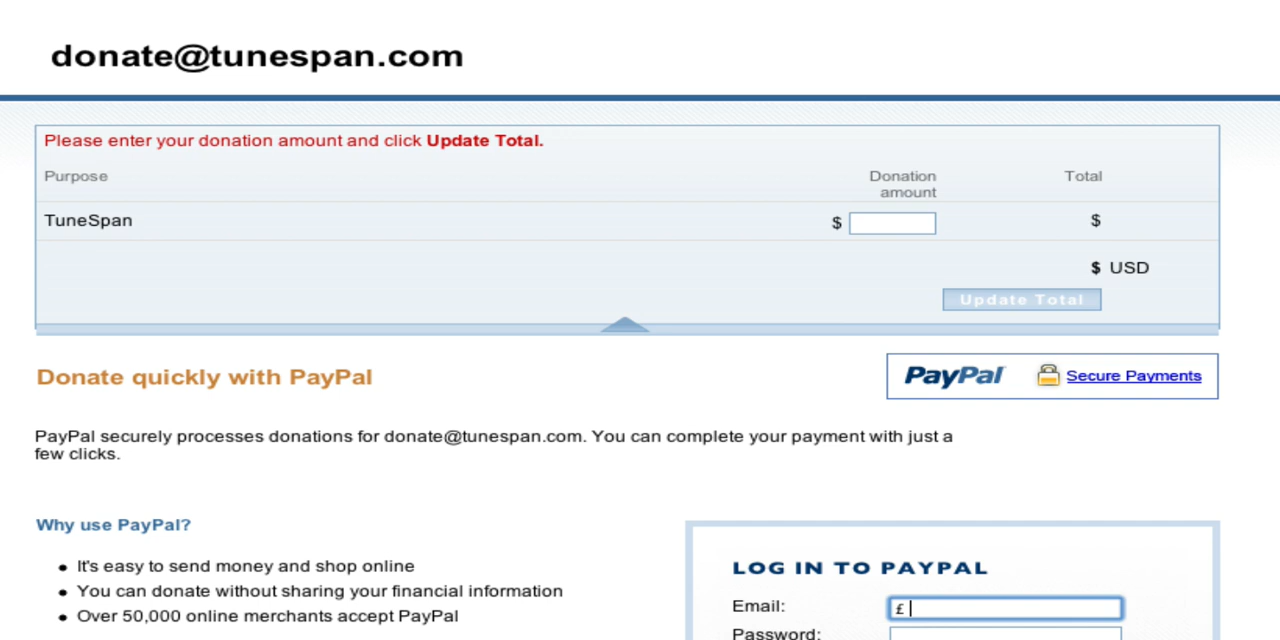 donate@tunespan.com
Please enter your donation amount and click Update Total.
Purpose Donation amount Total
TuneSpan $ $
$ USD
Update Total
Donate quickly with PayPal
PayPal Secure Payments
PayPal securely processes donations for donate@tunespan.com. You can complete your payment with just a
few clicks.
Why use PayPal?
It's easy to send money and shop online
You can donate without sharing your financial information
Over 50,000 online merchants accept PayPal
LOG IN TO PAYPAL
Email: £
Password: